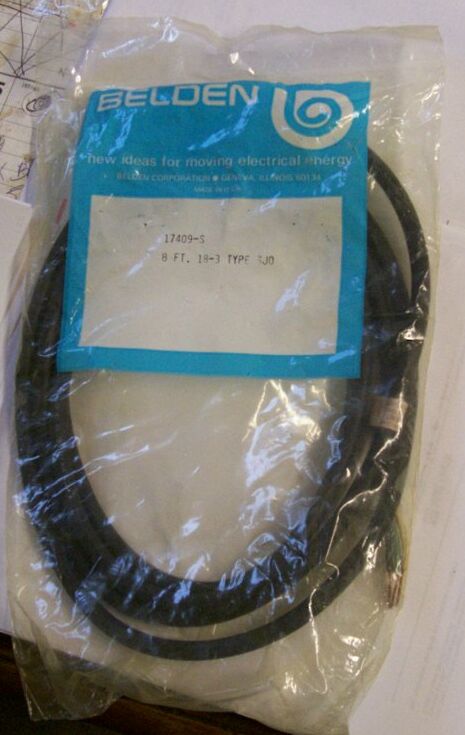 BELDEN
new ideas for moving electrical energy
BELDEN CORPORATION ● GENEVA, ILLINOIS 60134
MADE IN U.S.A.
17409-S
8 FT. 18-3 TYPE SJO